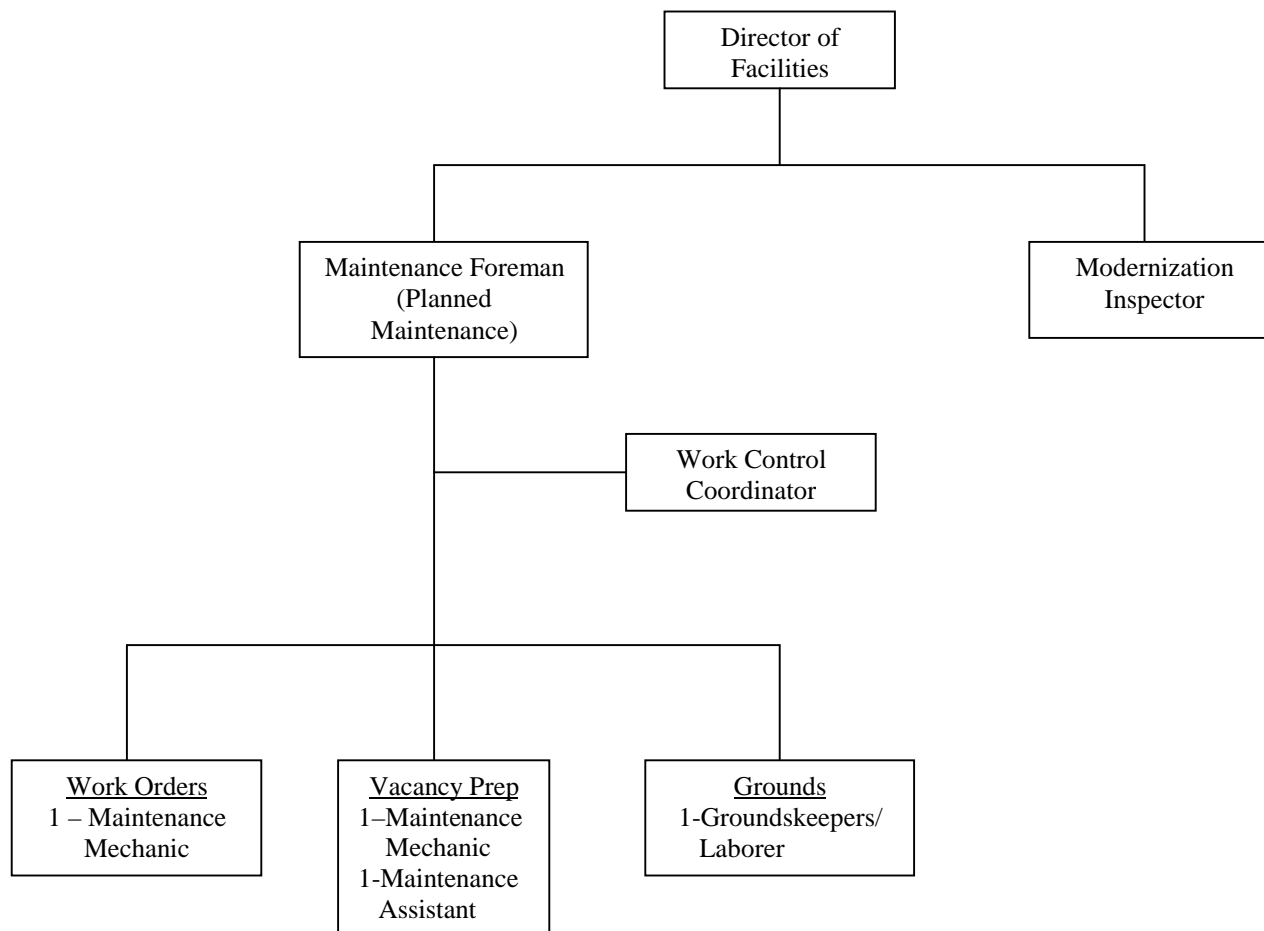 Director of
Facilities
Maintenance Foreman
(Planned
Maintenance)
Modernization
Inspector
Work Control
Coordinator
Work Orders
1 – Maintenance
Mechanic
Vacancy Prep
1–Maintenance
Mechanic
1-Maintenance
Assistant
Grounds
1-Groundskeepers/
Laborer